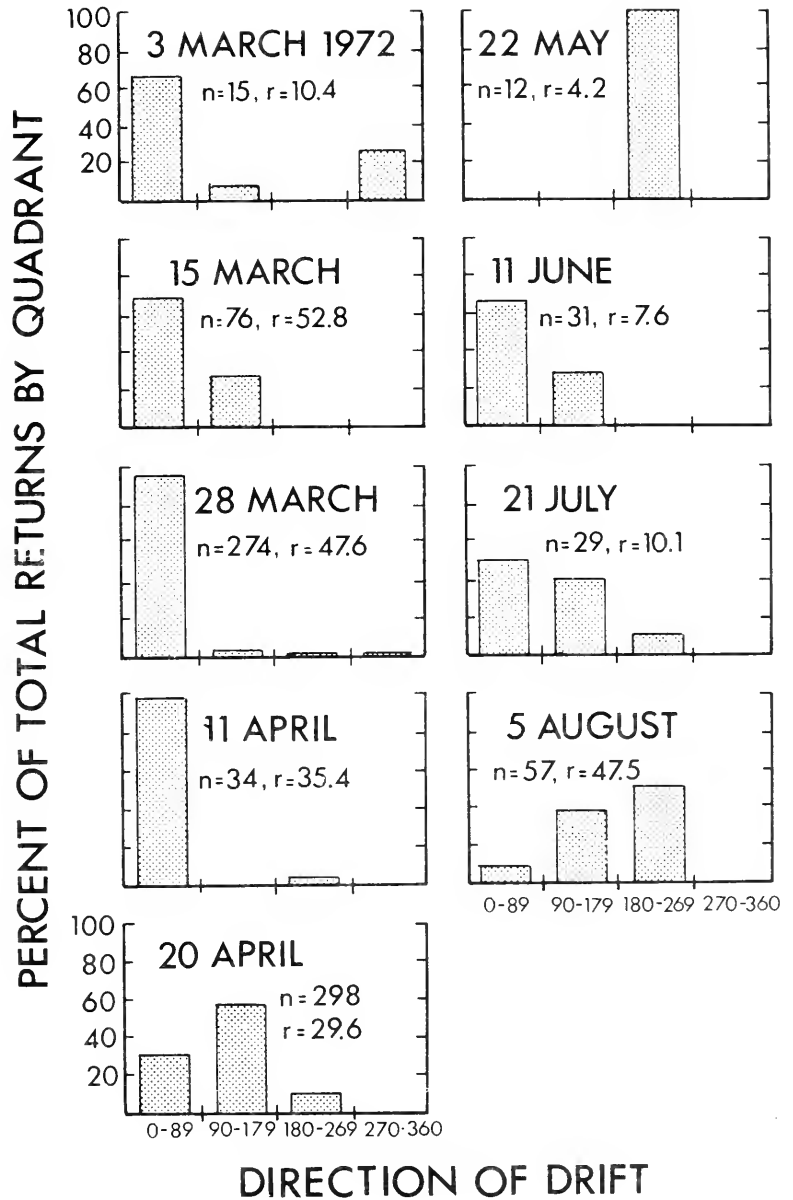 PERCENT OF TOTAL RETURNS BY QUADRANT
100
80
60
40
20
3 MARCH 1972
n=15, r=10.4
22 MAY
n=12, r=4.2
15 MARCH
n=76, r=52.8
11 JUNE
n=31, r=7.6
28 MARCH
n=274, r=47.6
21 JULY
n=29, r=10.1
11 APRIL
n=34, r=35.4
5 AUGUST
n=57, r=47.5
0-89 90-179 180-269 270-360
100
80
60
40
20
20 APRIL
n=298
r=29.6
0-89 90-179 180-269 270-360
DIRECTION OF DRIFT